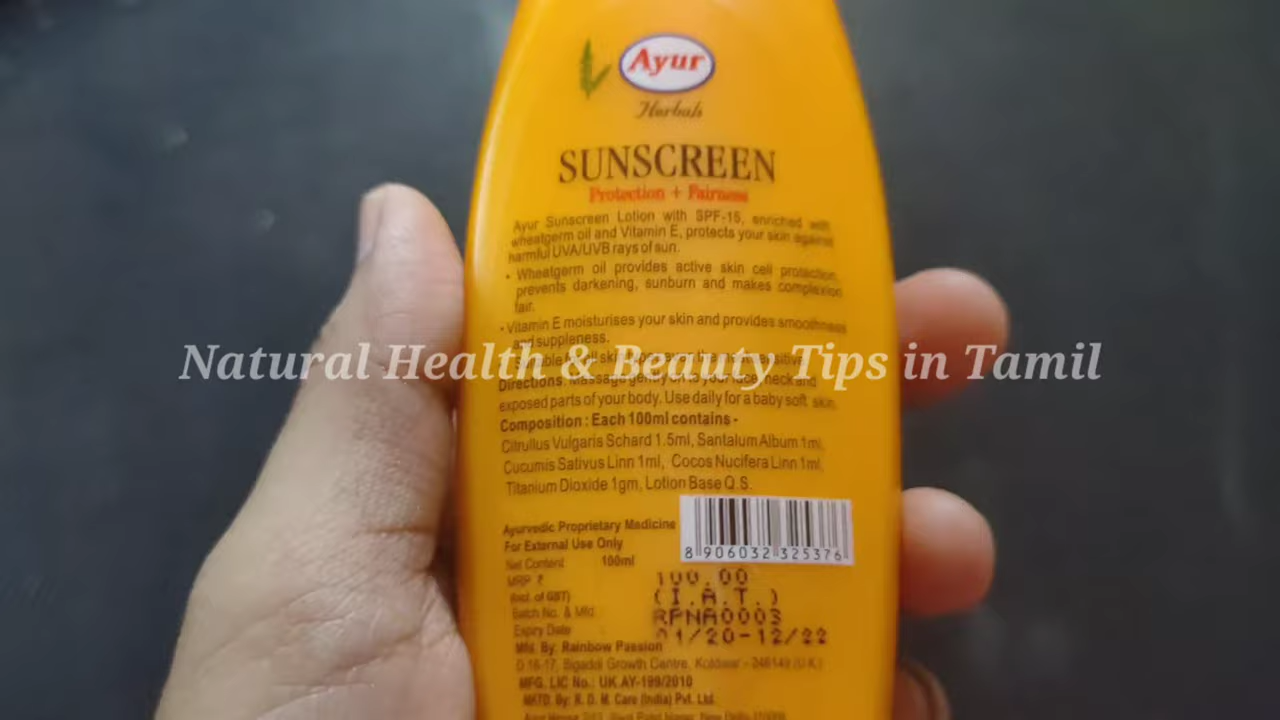 Ayur
Herbals
SUNSCREEN
Protection + Fairness
Ayur Sunscreen Lotion with SPF-15, enriched with
wheatgerm oil and Vitamin E, protects your skin against
harmful UVA/UVB rays of sun.
• Wheatgerm oil provides active skin cell protection,
prevents darkening, sunburn and makes complexion
fair.
• Vitamin E moisturises your skin and provides smoothness
and suppleness.
Natural Health & Beauty Tips in Tamil
Directions: Massage gently on to your face, neck and
exposed parts of your body. Use daily for a baby soft skin.
Composition : Each 100ml contains -
Citrullus Vulgaris Schard 1.5ml, Santalum Album 1ml,
Cucumis Sativus Linn 1ml, Cocos Nucifera Linn 1ml,
Titanium Dioxide 1gm, Lotion Base Q.S.
Ayurvedic Proprietary Medicine
For External Use Only
Net Content 100ml
MRP ₹ 100.00
(Incl. of GST) (I.A.T.)
Batch No. & Mfd. RPNA0003
Expiry Date 01/20-12/22
8 906032 325376
Mfd. By: Rainbow Passion
Growth Centre, Kotdwar - 246149 (U.K.)
MFG. LIC No.: UK AY-199/2010
MKTD. By: R. D. M. Care (India) Pvt. Ltd.